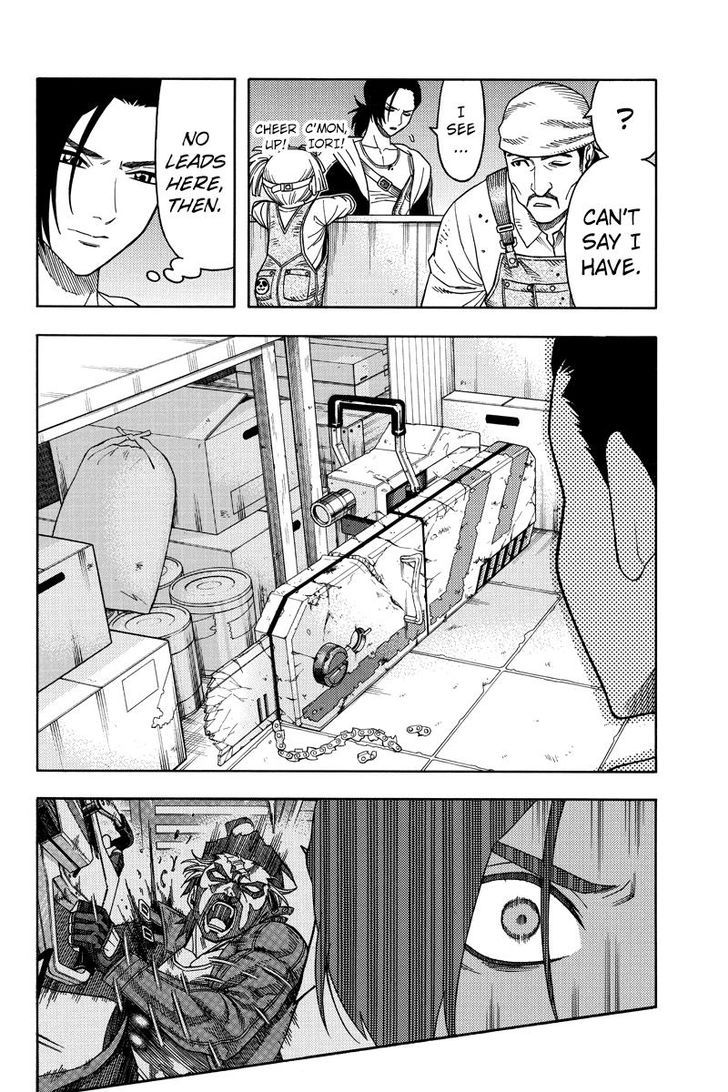 ?
CAN'T
SAY I
HAVE.
I
SEE
...
C'MON,
IORI!
CHEER
UP!
NO
LEADS
HERE,
THEN.